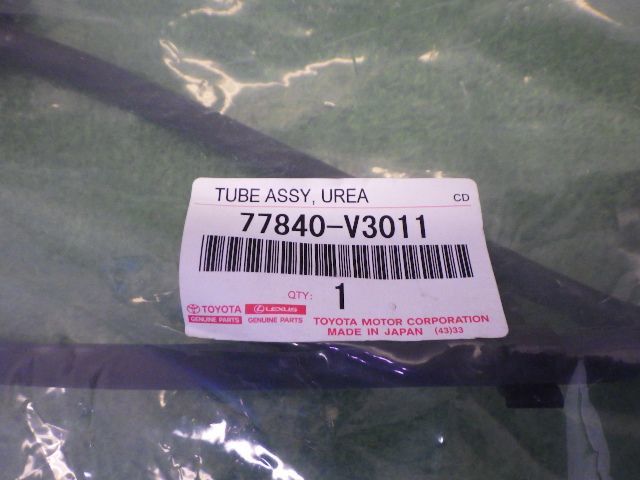 TUBE ASSY, UREA CD
77840-V3011
QTY: 1
TOYOTA LEXUS
GENUINE PARTS GENUINE PARTS
TOYOTA MOTOR CORPORATION
MADE IN JAPAN (43)33